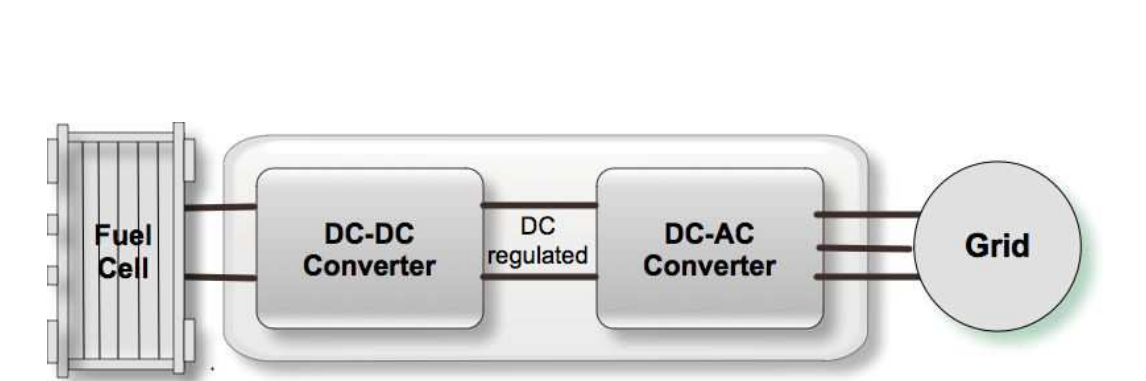 Fuel
Cell
DC-DC
Converter
DC
regulated
DC-AC
Converter
Grid